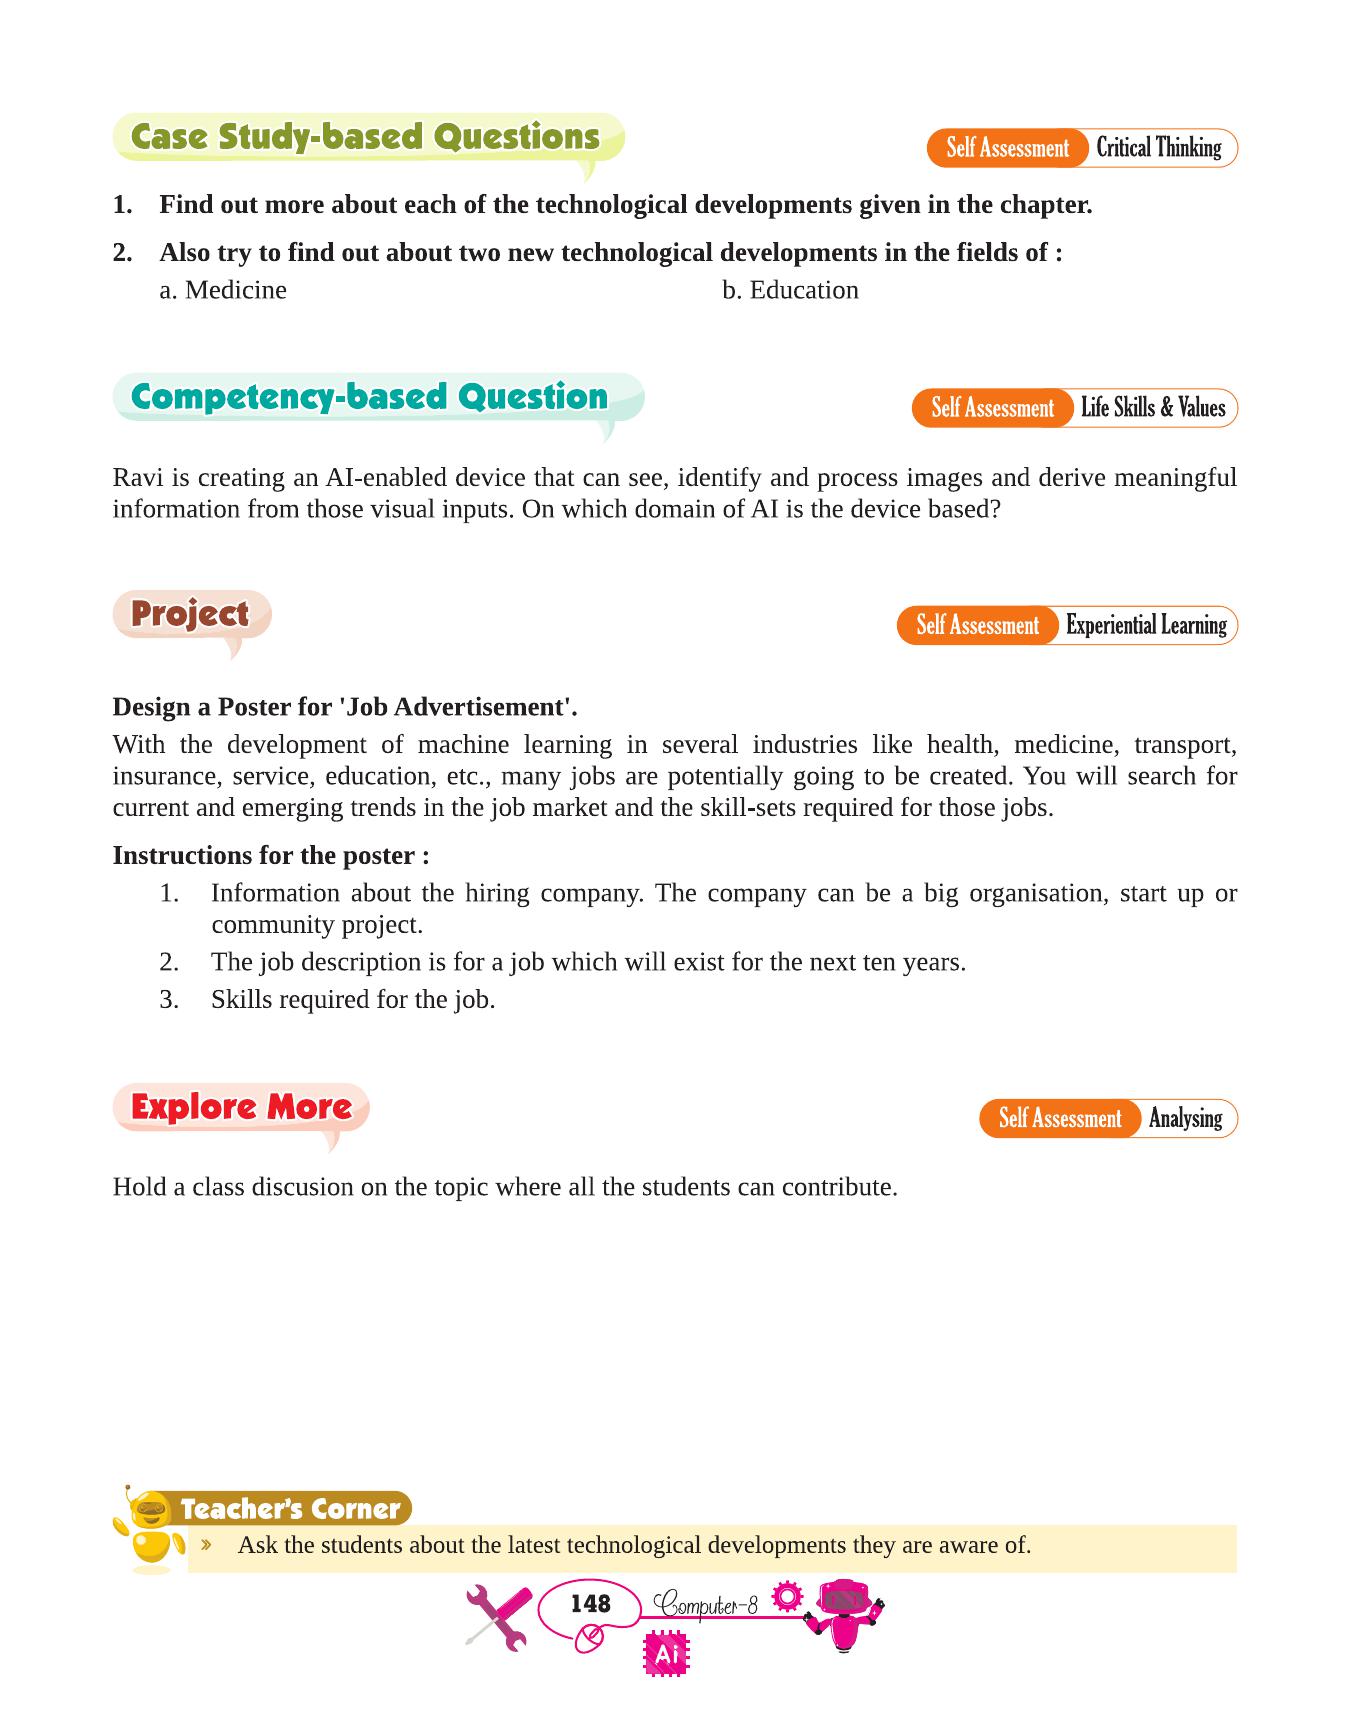 Case Study-based Questions
Self Assessment Critical Thinking
1. Find out more about each of the technological developments given in the chapter.
2. Also try to find out about two new technological developments in the fields of :
a. Medicine b. Education
Competency-based Question
Self Assessment Life Skills & Values
Ravi is creating an AI-enabled device that can see, identify and process images and derive meaningful
information from those visual inputs. On which domain of AI is the device based?
Project
Self Assessment Experiential Learning
Design a Poster for 'Job Advertisement'.
With the development of machine learning in several industries like health, medicine, transport,
insurance, service, education, etc., many jobs are potentially going to be created. You will search for
current and emerging trends in the job market and the skill-sets required for those jobs.
Instructions for the poster :
1. Information about the hiring company. The company can be a big organisation, start up or
community project.
2. The job description is for a job which will exist for the next ten years.
3. Skills required for the job.
Explore More
Self Assessment Analysing
Hold a class discusion on the topic where all the students can contribute.
Teacher's Corner
» Ask the students about the latest technological developments they are aware of.
148 Computer-8
Ai